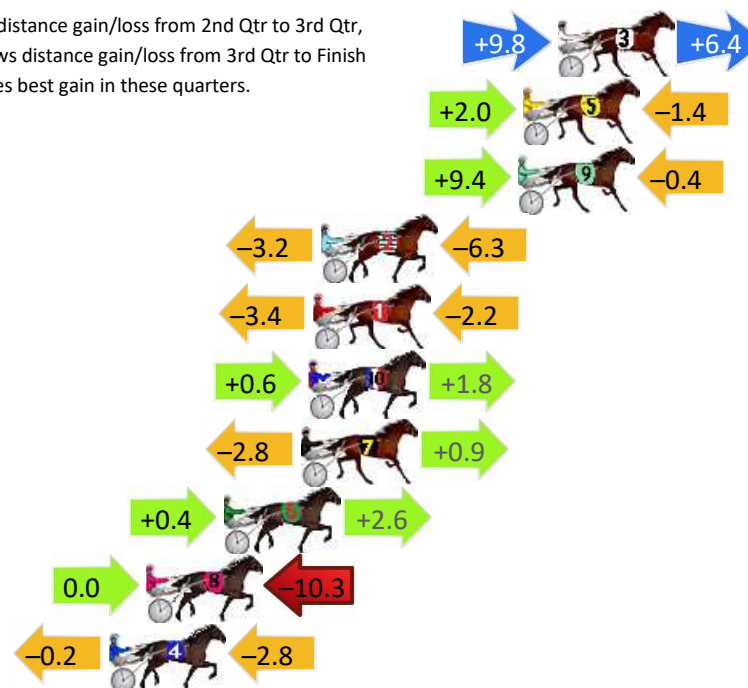 distance gain/loss from 2nd Qtr to 3rd Qtr,
ws distance gain/loss from 3rd Qtr to Finish
es best gain in these quarters.
+9.8 3 +6.4
+2.0 5 –1.4
+9.4 9 –0.4
–3.2 2 –6.3
–3.4 1 –2.2
+0.6 10 +1.8
–2.8 7 +0.9
+0.4 6 +2.6
0.0 8 –10.3
–0.2 4 –2.8